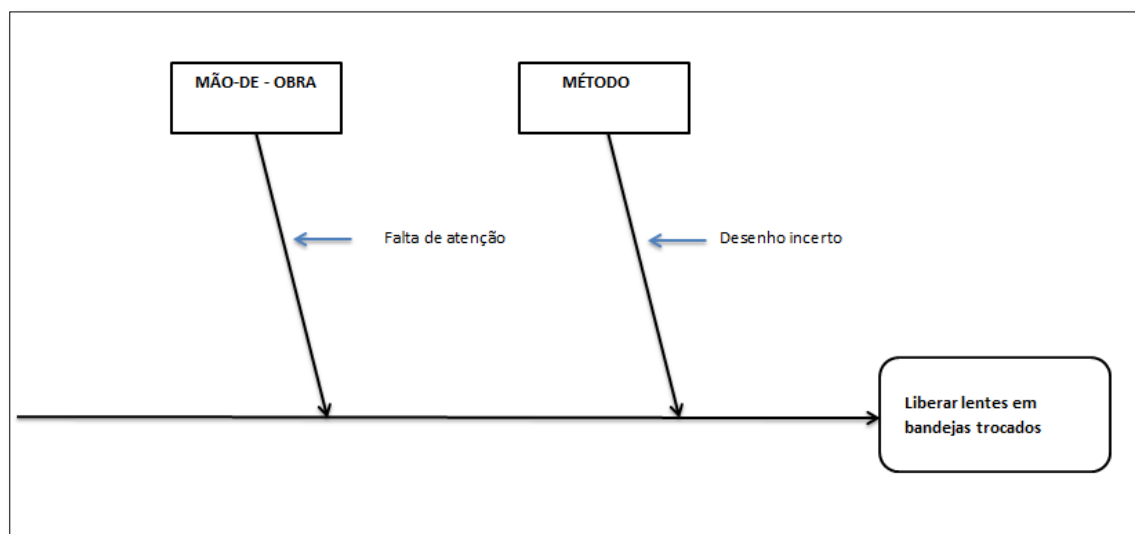 MÃO-DE - OBRA
MÉTODO
Falta de atenção
Desenho incerto
Liberar lentes em
bandejas trocados